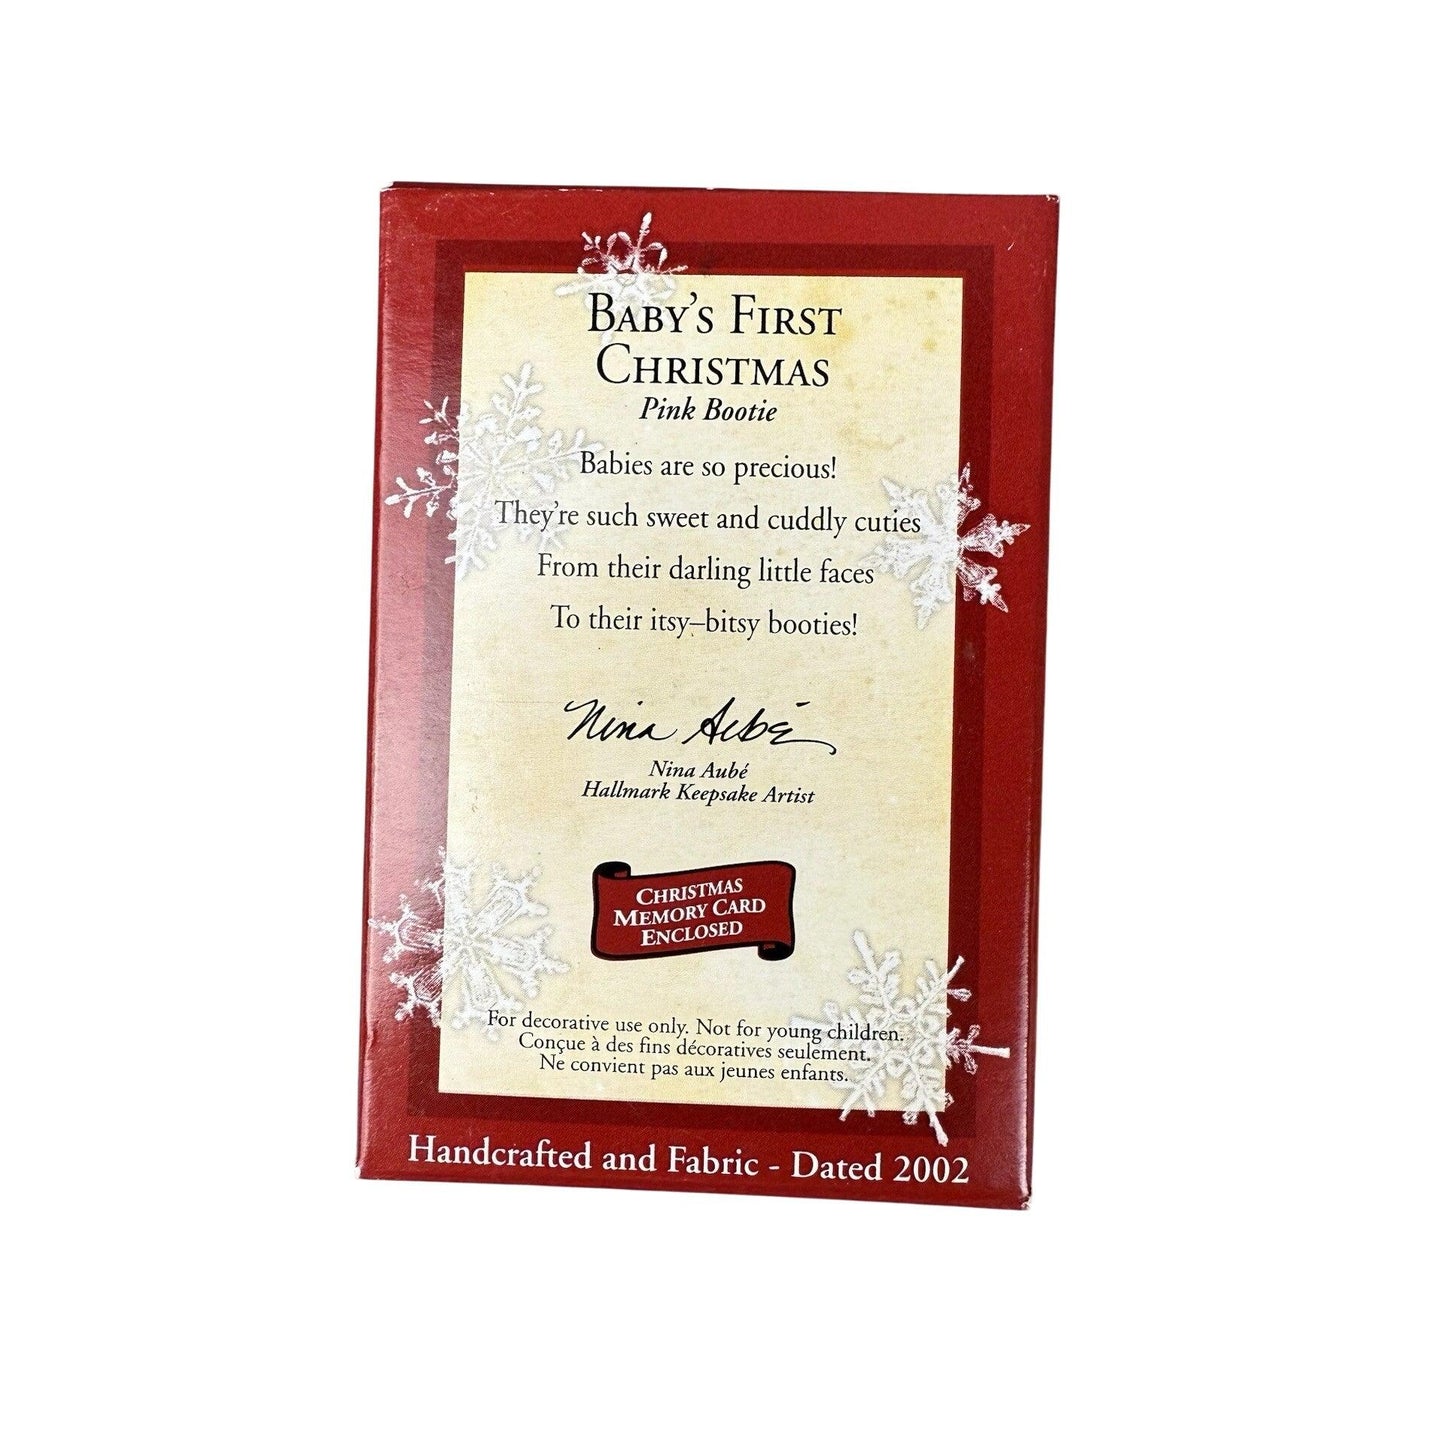 BABY'S FIRST
CHRISTMAS
Pink Bootie
Babies are so precious!
They're such sweet and cuddly cuties
From their darling little faces
To their itsy–bitsy booties!
Nina Aubé
Nina Aubé
Hallmark Keepsake Artist
CHRISTMAS
MEMORY CARD
ENCLOSED
For decorative use only. Not for young children.
Conçue à des fins décoratives seulement.
Ne convient pas aux jeunes enfants.
Handcrafted and Fabric - Dated 2002